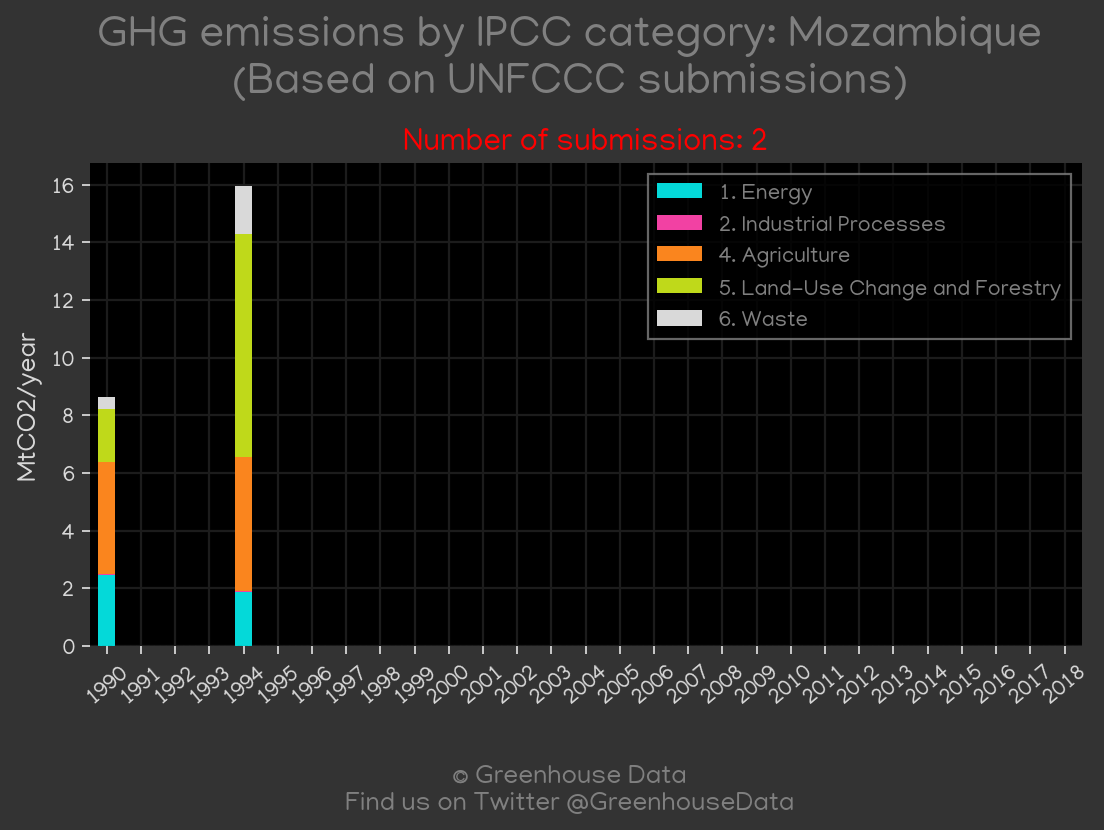 GHG emissions by IPCC category: Mozambique
(Based on UNFCCC submissions)
Number of submissions: 2
1. Energy
2. Industrial Processes
4. Agriculture
5. Land-Use Change and Forestry
6. Waste
MtCO2/year
16
14
12
10
8
6
4
2
0
1990 1991 1992 1993 1994 1995 1996 1997 1998 1999 2000 2001 2002 2003 2004 2005 2006 2007 2008 2009 2010 2011 2012 2013 2014 2015 2016 2017 2018
© Greenhouse Data
Find us on Twitter @GreenhouseData